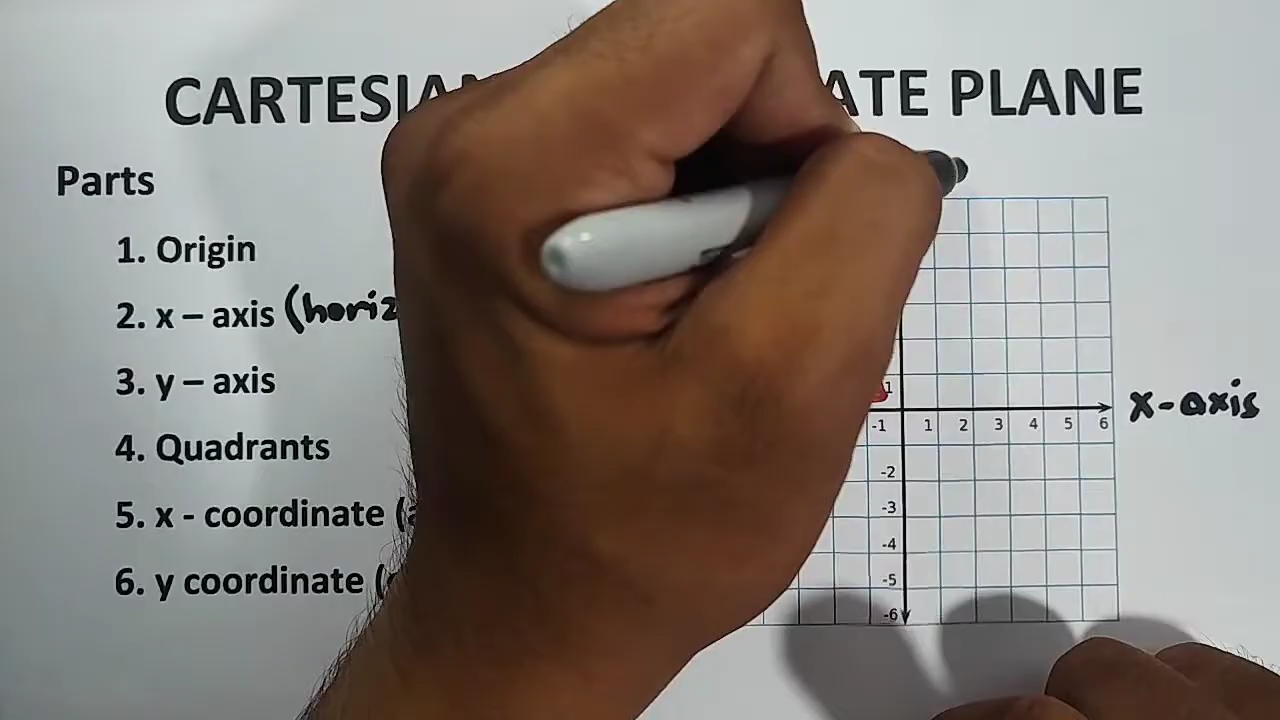 CARTESIAN ATE PLANE
Parts
1. Origin
2. x – axis (horiz
3. y – axis
4. Quadrants
5. x - coordinate (
6. y coordinate (
1
x-axis
-1 1 2 3 4 5 6
-2
-3
-4
-5
-6